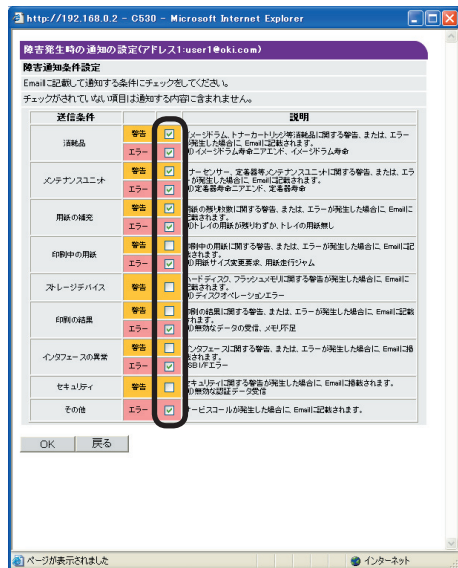 http://192.168.0.2 - C530 - Microsoft Internet Explorer
障害発生時の通知の設定(アドレス1:user1@oki.com)
障害通知条件設定
Emailに記載して通知する条件にチェックをしてください。
チェックがされていない項目は通知する内容に含まれません。
送信条件 説明
消耗品 警告 メージドラム、トナーカートリッジ等消耗品に関する警告、または、エラー
エラー が発生した場合に、Emailに記載されます。
イメージドラム寿命ニアエンド、イメージドラム寿命
メンテナンスユニット 警告 ナーセンサー、定着器等メンテナンスユニットに関する警告、または、エラ
エラー ーが発生した場合に、Emailに記載されます。
定着器寿命ニアエンド、定着器寿命
用紙の補充 警告 用紙の残り枚数に関する警告、または、エラーが発生した場合に、Emailに
エラー 記載されます。
トレイの用紙が残りわずか、トレイの用紙無し
印刷中の用紙 警告 印刷中の用紙に関する警告、または、エラーが発生した場合に、Emailに記
エラー 載されます。
用紙サイズ変更要求、用紙走行ジャム
ストレージデバイス 警告 ードディスク、フラッシュメモリに関する警告が発生した場合に、Emailに
記載されます。
ディスクオペレーションエラー
印刷の結果 警告 印刷の結果に関する警告、または、エラーが発生した場合に、Emailに記載
エラー されます。
無効なデータの受信、メモリ不足
インタフェースの異常 警告 インタフェースに関する警告、または、エラーが発生した場合に、Emailに掲
エラー 載されます。
SB I/Fエラー
セキュリティ 警告 セキュリティに関する警告が発生した場合に、Emailに掲載されます。
無効な認証データ受信
その他 エラー ービスコールが発生した場合に、Emailに記載されます。
OK 戻る
ページが表示されました インターネット